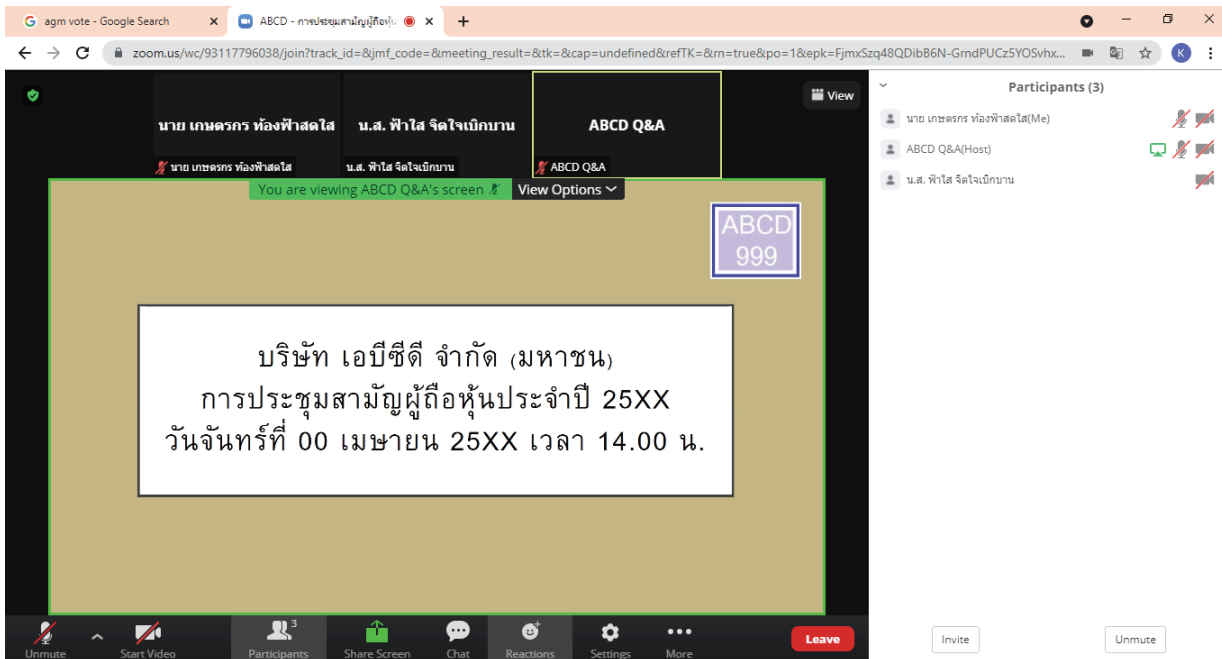 agm vote - Google Search
ABCD - การประชุมสามัญผู้ถือหุ้น
zoom.us/wc/93117796038/join?track_id=&jmf_code=&meeting_result=&tk=&cap=undefined&refTK=&rn=true&po=1&epk=FjmxSzq48QDibB6N-GrndPUCz5YOSvhx...
K
นาย เกษตรกร ท้องฟ้าสดใส
น.ส. ฟ้าใส จิตใจเบิกบาน
ABCD Q&A
View
นาย เกษตรกร ท้องฟ้าสดใส
น.ส. ฟ้าใส จิตใจเบิกบาน
ABCD Q&A
You are viewing ABCD Q&A's screen
View Options
ABCD
999
บริษัท เอบีซีดี จำกัด (มหาชน)
การประชุมสามัญผู้ถือหุ้นประจำปี 25XX
วันจันทร์ที่ 00 เมษายน 25XX เวลา 14.00 น.
Participants (3)
นาย เกษตรกร ท้องฟ้าสดใส(Me)
ABCD Q&A(Host)
น.ส. ฟ้าใส จิตใจเบิกบาน
Unmute
Start Video
3
Participants
Share Screen
Chat
Reactions
Settings
More
Leave
Invite
Unmute